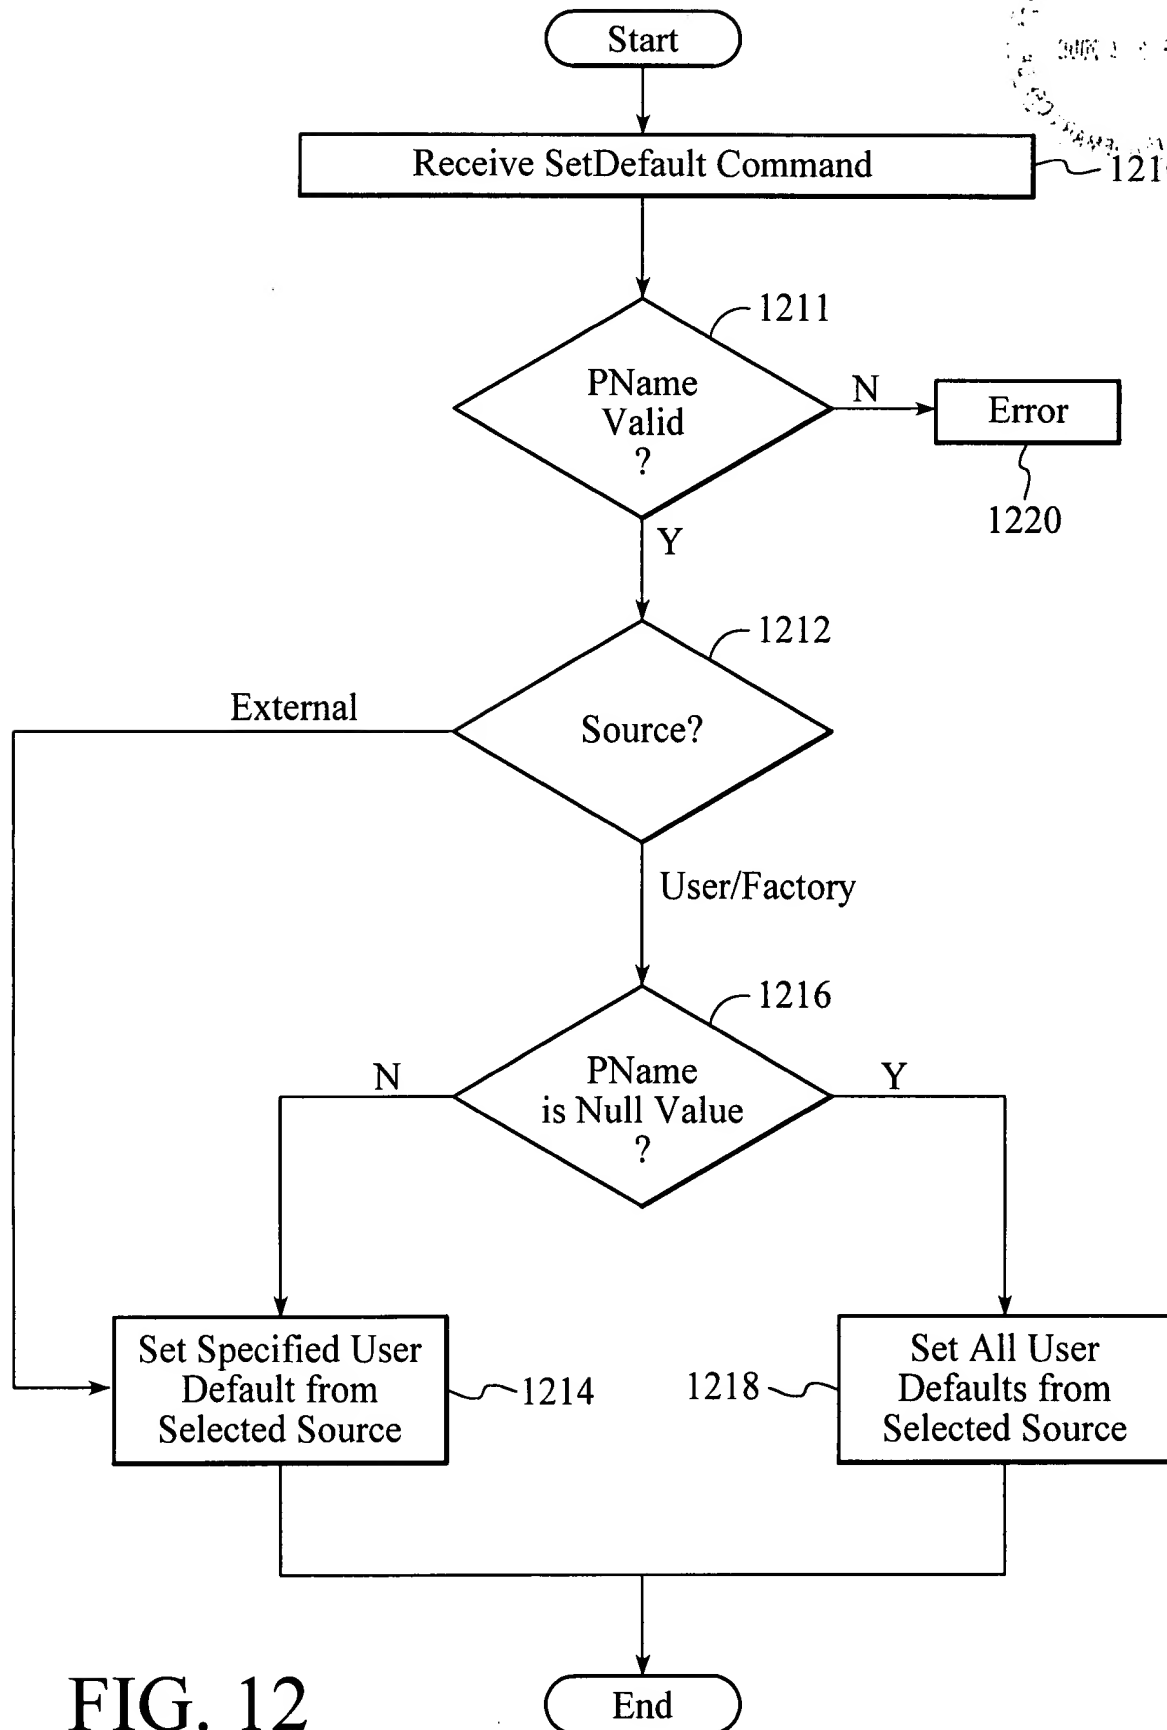 Start
Receive SetDefault Command
1211
PName
Valid
?
N
Error
1220
Y
1212
Source?
External
User/Factory
1216
PName
is Null Value
?
N
Y
Set Specified User
Default from
Selected Source
1214
1218
Set All User
Defaults from
Selected Source
End
FIG. 12